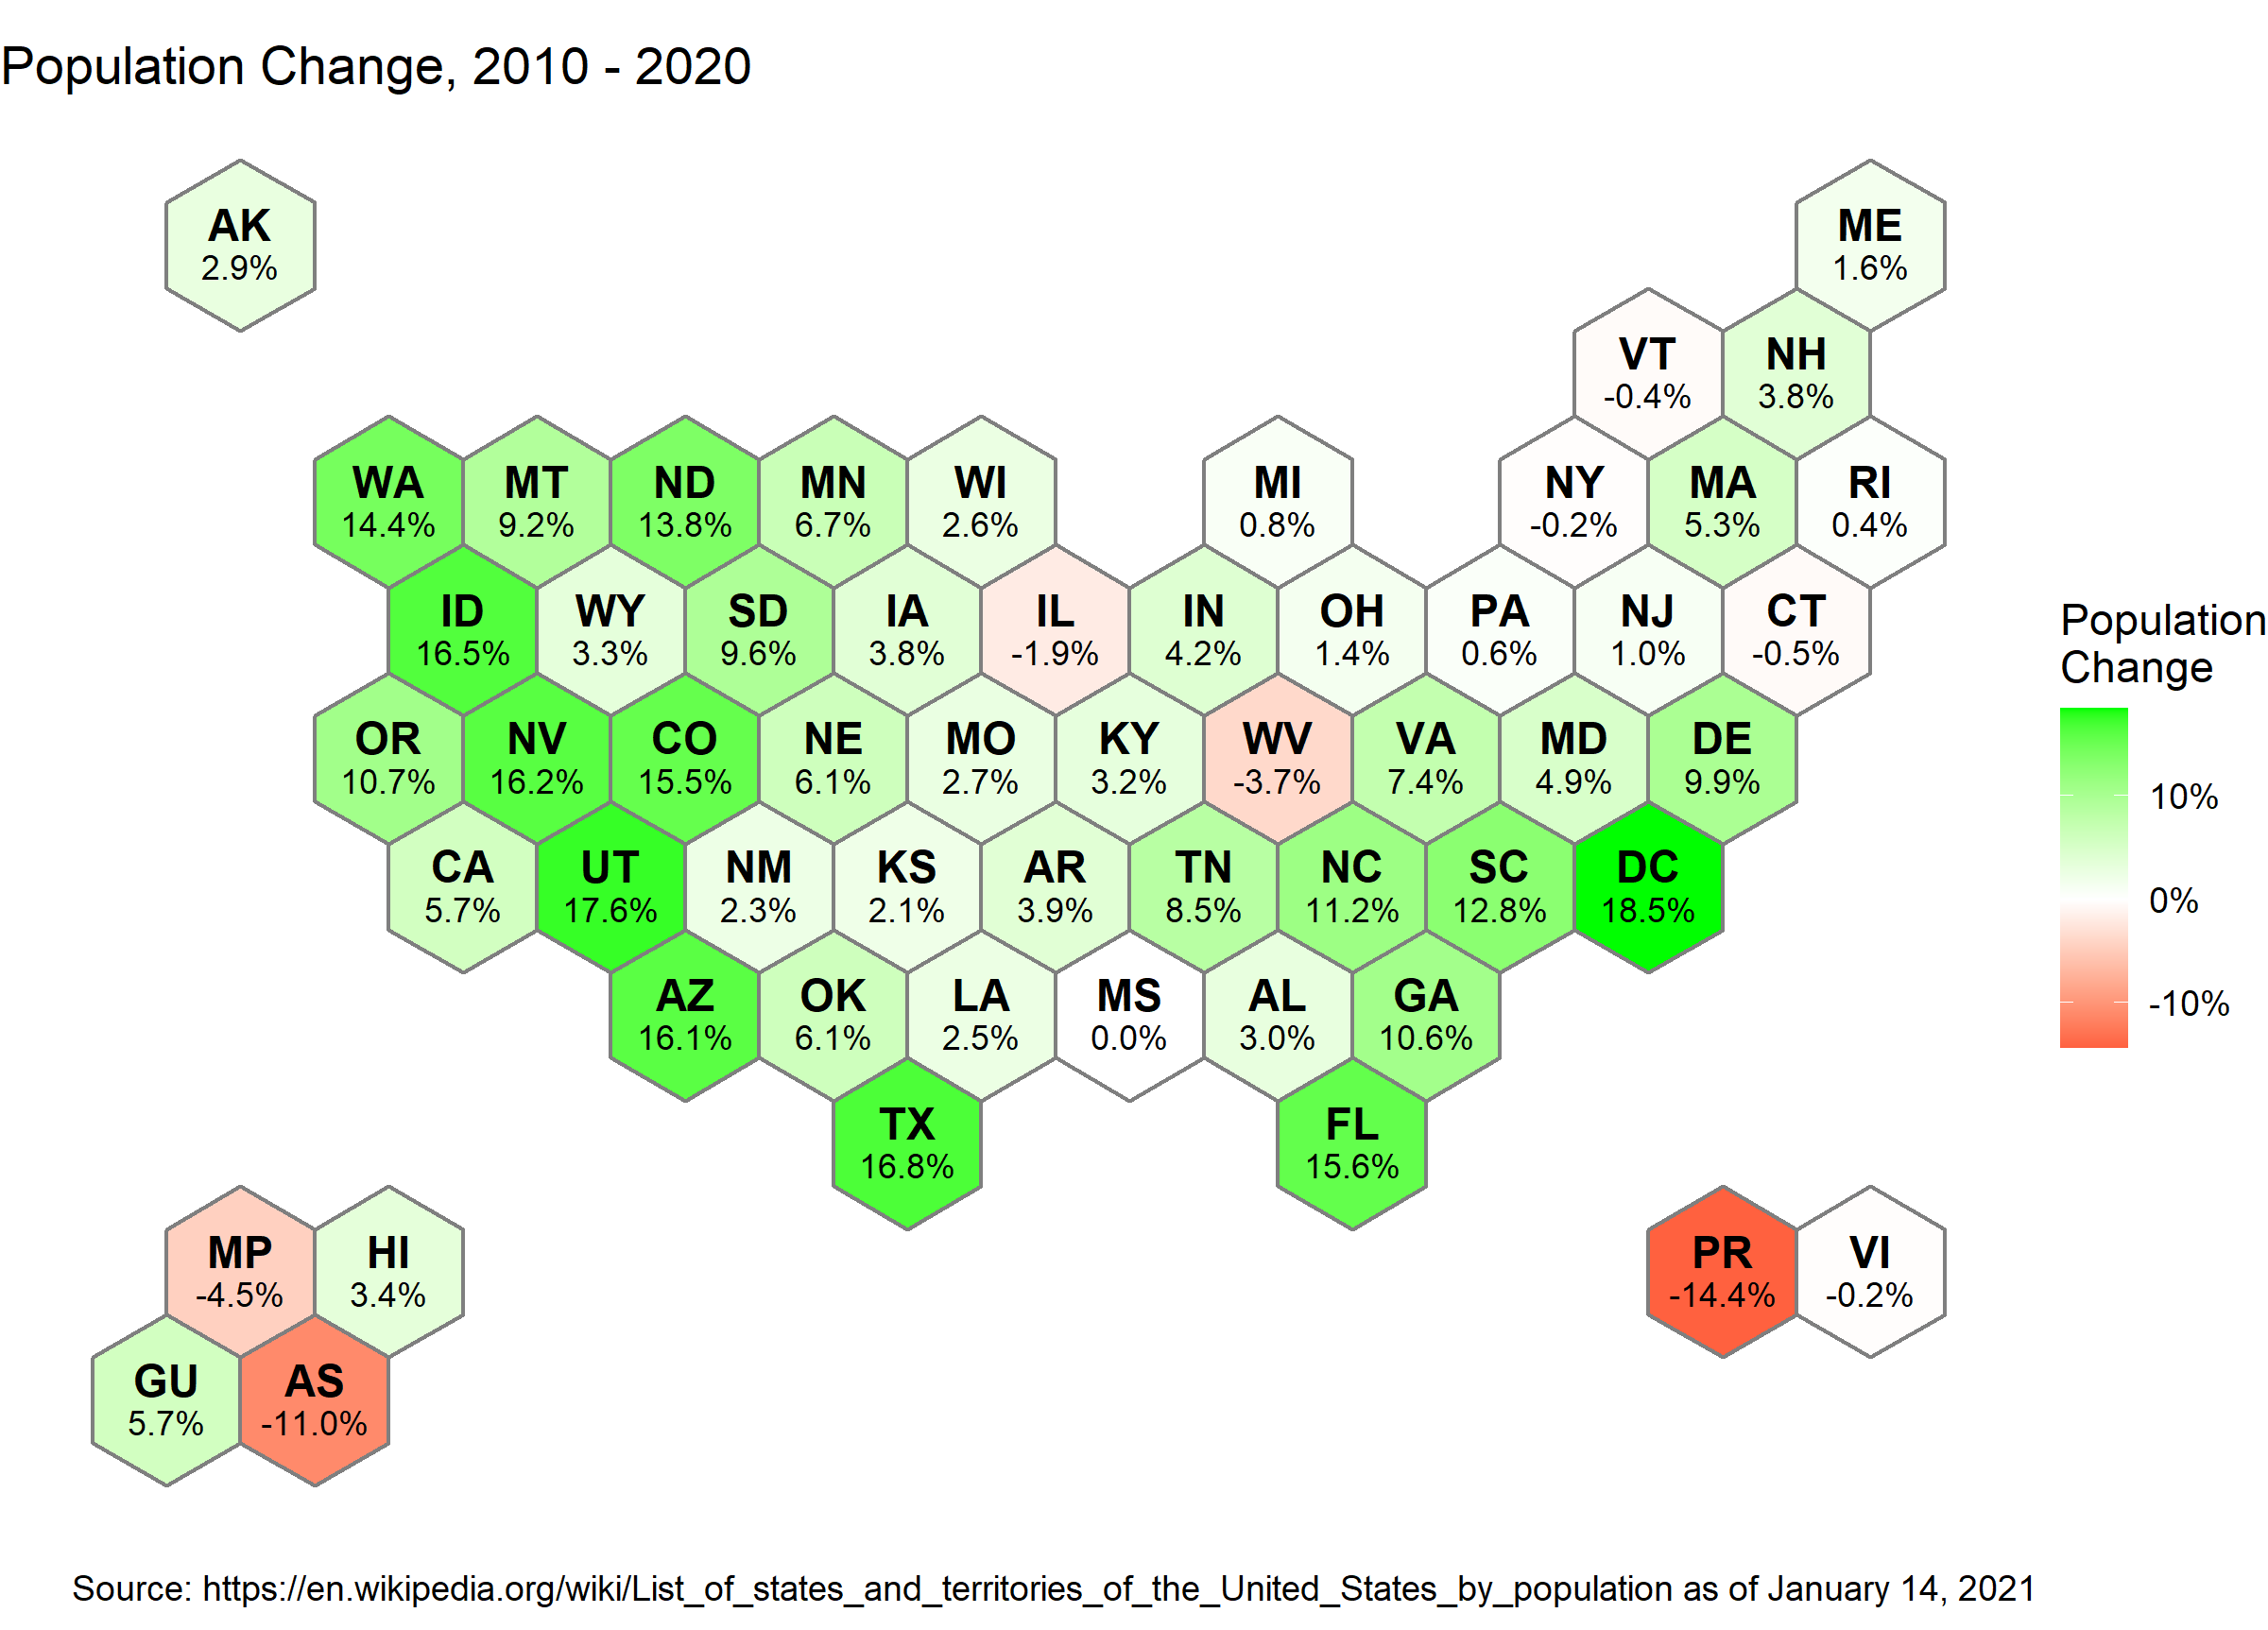 Population Change, 2010 - 2020
AK
2.9%
ME
1.6%
VT
-0.4%
NH
3.8%
WA
14.4%
MT
9.2%
ND
13.8%
MN
6.7%
WI
2.6%
MI
0.8%
NY
-0.2%
MA
5.3%
RI
0.4%
ID
16.5%
WY
3.3%
SD
9.6%
IA
3.8%
IL
-1.9%
IN
4.2%
OH
1.4%
PA
0.6%
NJ
1.0%
CT
-0.5%
OR
10.7%
NV
16.2%
CO
15.5%
NE
6.1%
MO
2.7%
KY
3.2%
WV
-3.7%
VA
7.4%
MD
4.9%
DE
9.9%
CA
5.7%
UT
17.6%
NM
2.3%
KS
2.1%
AR
3.9%
TN
8.5%
NC
11.2%
SC
12.8%
DC
18.5%
AZ
16.1%
OK
6.1%
LA
2.5%
MS
0.0%
AL
3.0%
GA
10.6%
TX
16.8%
FL
15.6%
MP
-4.5%
HI
3.4%
PR
-14.4%
VI
-0.2%
GU
5.7%
AS
-11.0%
Population
Change
10%
0%
-10%
Source: https://en.wikipedia.org/wiki/List_of_states_and_territories_of_the_United_States_by_population as of January 14, 2021